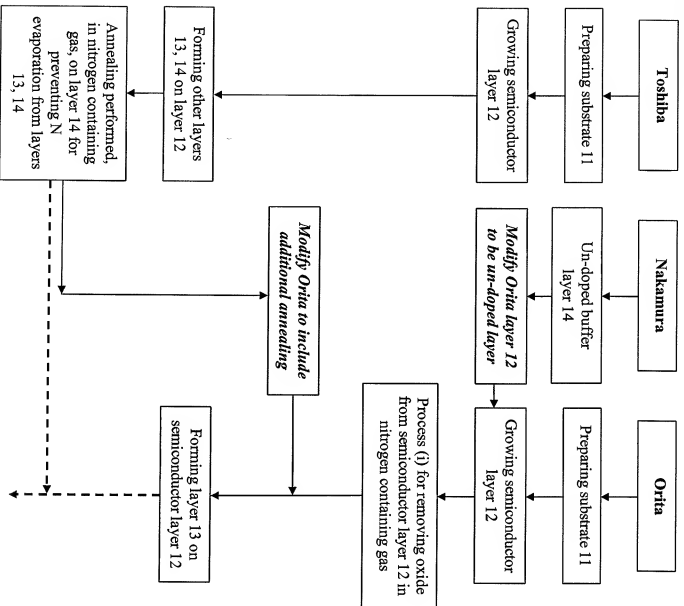 Toshiba
Preparing substrate 11
Growing semiconductor
layer 12
Forming other layers
13, 14 on layer 12
Annealing performed,
in nitrogen containing
gas, on layer 14 for
preventing N
evaporation from layers
13, 14
Nakamura
Un-doped buffer
layer 14
Modify Orita layer 12
to be un-doped layer
Modify Orita to include
additional annealing
Orita
Preparing substrate 11
Growing semiconductor
layer 12
Process (i) for removing oxide
from semiconductor layer 12 in
nitrogen containing gas
Forming layer 13 on
semiconductor layer 12